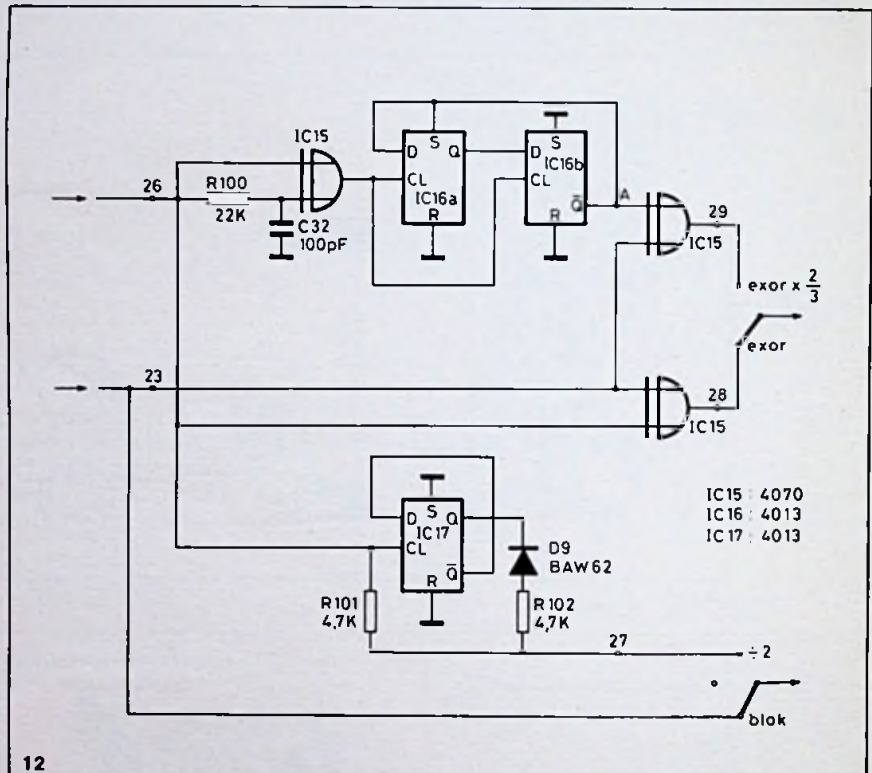 IC15
S
D Q
CL
IC16a
R
S
D
IC16b
CL
Q̅
R
A
IC15
29
26
R100
22K
C32
100pF
exor x 2/3
exor
23
28
IC15
IC15 : 4070
IC16 : 4013
IC17 : 4013
S
D Q
IC17
CL
Q̅
R
D9
BAW62
R101
4,7K
R102
4,7K
27
÷2
blok
12